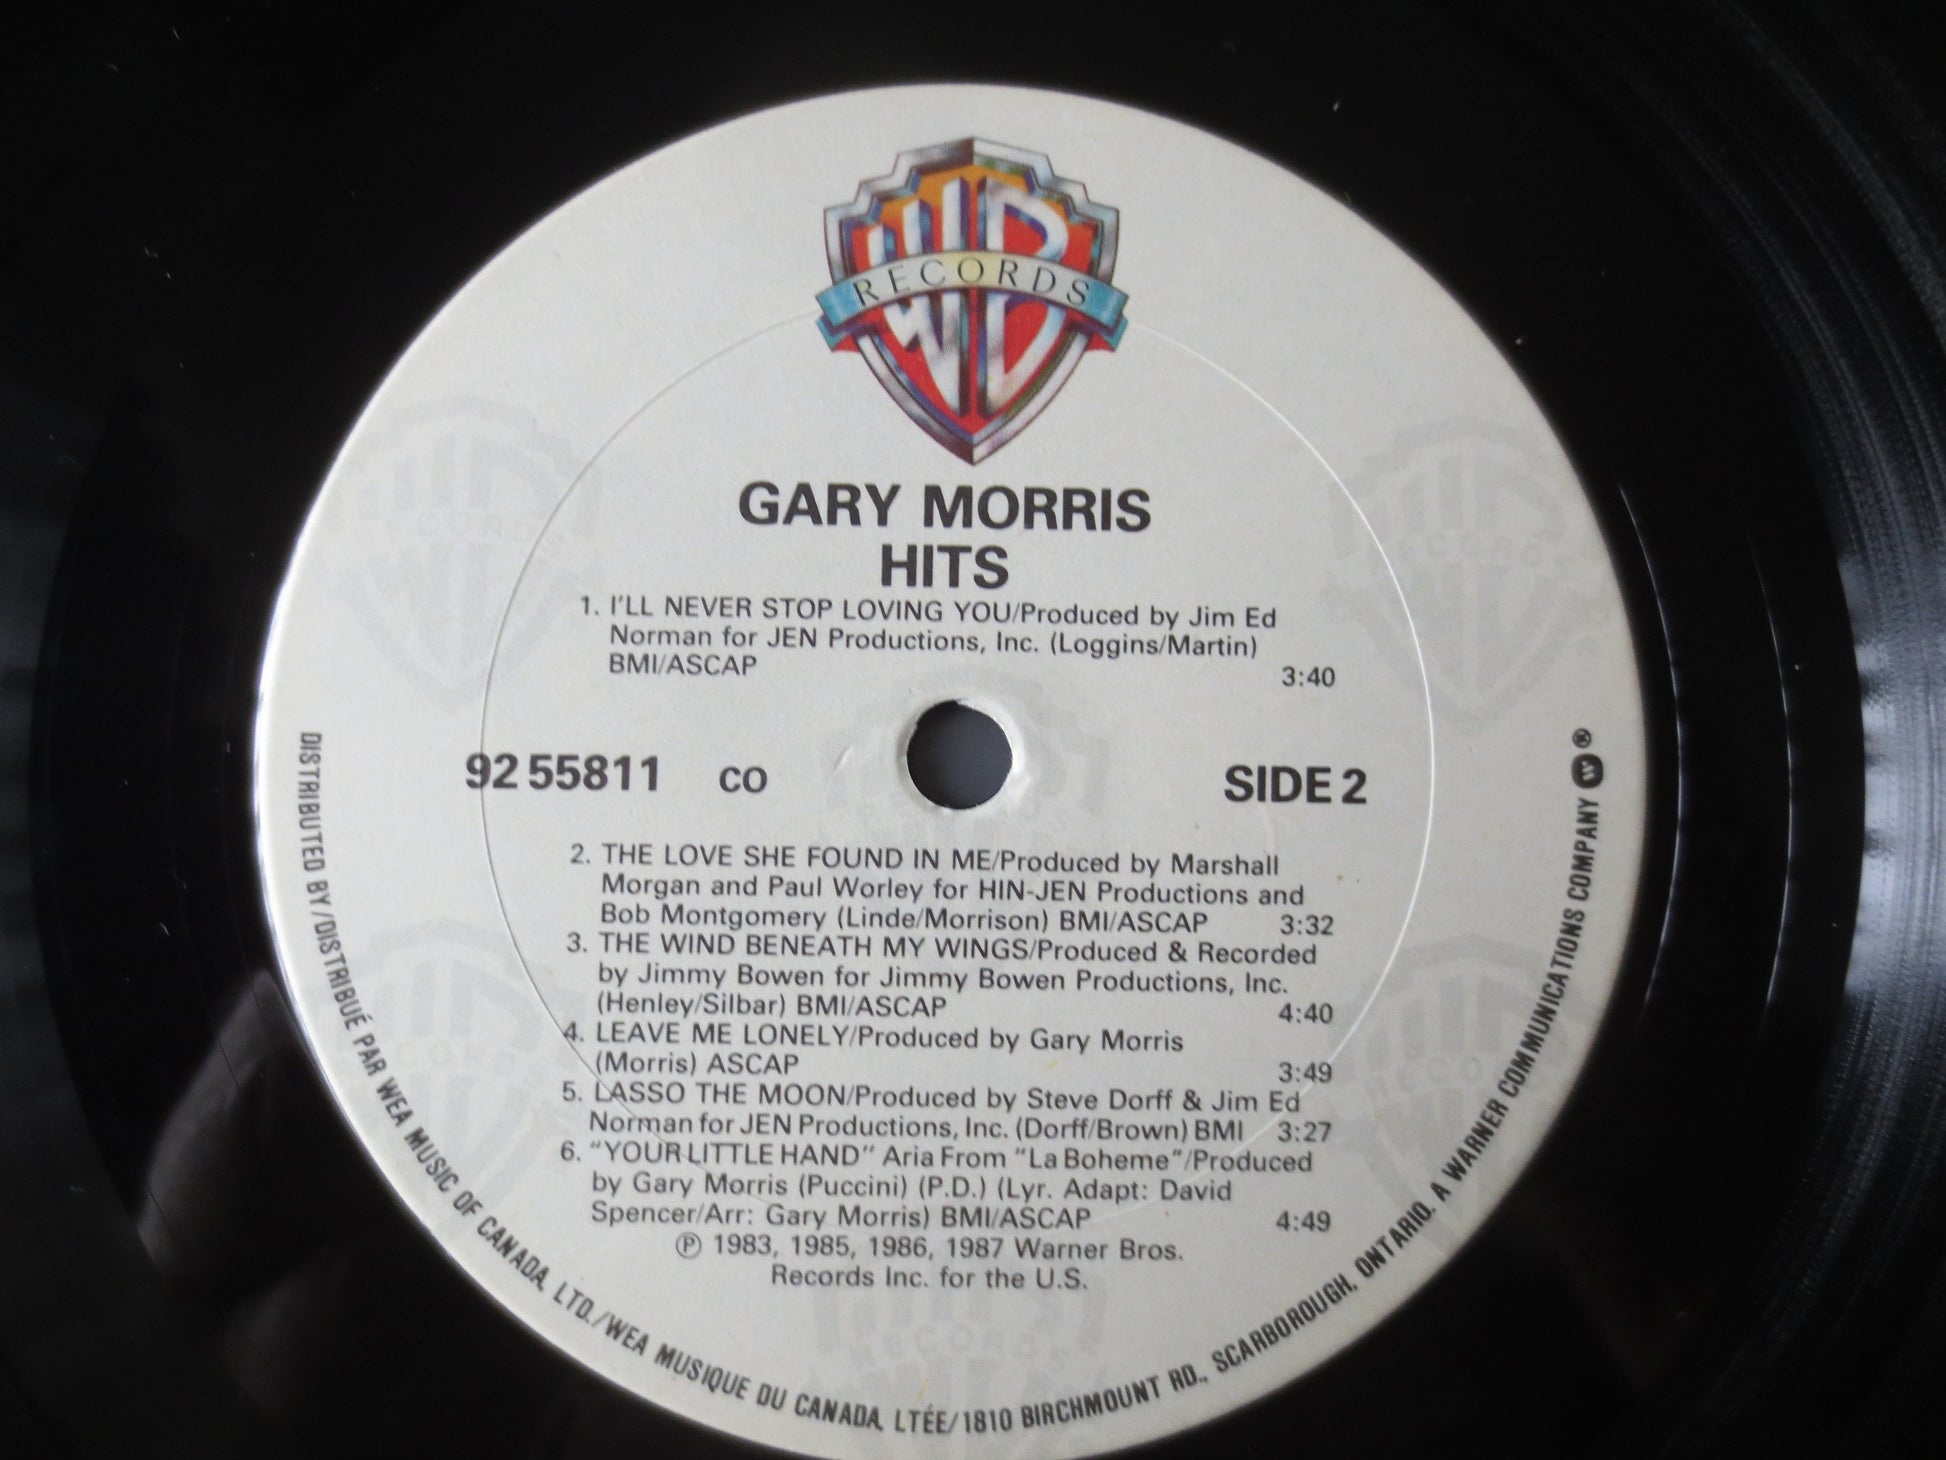 RECORDS
GARY MORRIS
HITS
1. I'LL NEVER STOP LOVING YOU/Produced by Jim Ed
Norman for JEN Productions, Inc. (Loggins/Martin)
BMI/ASCAP 3:40
92 55811 CO SIDE 2
2. THE LOVE SHE FOUND IN ME/Produced by Marshall
Morgan and Paul Worley for HIN-JEN Productions and
Bob Montgomery (Linde/Morrison) BMI/ASCAP 3:32
3. THE WIND BENEATH MY WINGS/Produced & Recorded
by Jimmy Bowen for Jimmy Bowen Productions, Inc.
(Henley/Silbar) BMI/ASCAP 4:40
4. LEAVE ME LONELY/Produced by Gary Morris
(Morris) ASCAP 3:49
5. LASSO THE MOON/Produced by Steve Dorff & Jim Ed
Norman for JEN Productions, Inc. (Dorff/Brown) BMI 3:27
6. "YOUR LITTLE HAND" Aria From "La Boheme"/Produced
by Gary Morris (Puccini) (P.D.) (Lyr. Adapt: David
Spencer/Arr: Gary Morris) BMI/ASCAP 4:49
℗ 1983, 1985, 1986, 1987 Warner Bros.
Records Inc. for the U.S.
DISTRIBUTED BY/DISTRIBUÉ PAR WEA MUSIC OF CANADA, LTD./WEA MUSIQUE DU CANADA, LTÉE/1810 BIRCHMOUNT RD., SCARBOROUGH, ONTARIO. A WARNER COMMUNICATIONS COMPANY ®